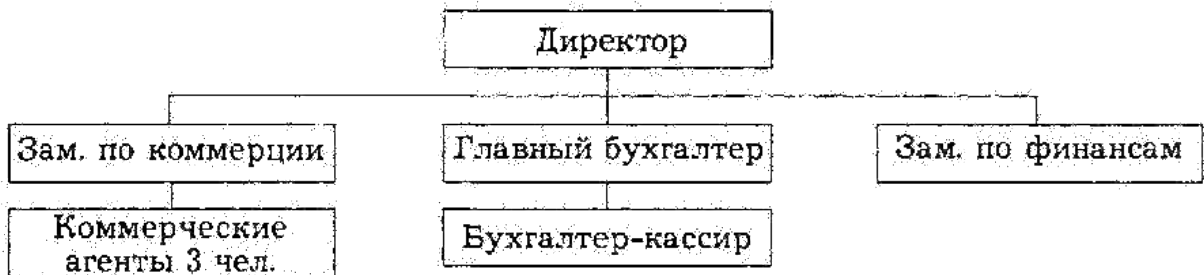 Директор
Зам. по коммерции
Главный бухгалтер
Зам. по финансам
Коммерческие
агенты 3 чел.
Бухгалтер-кассир